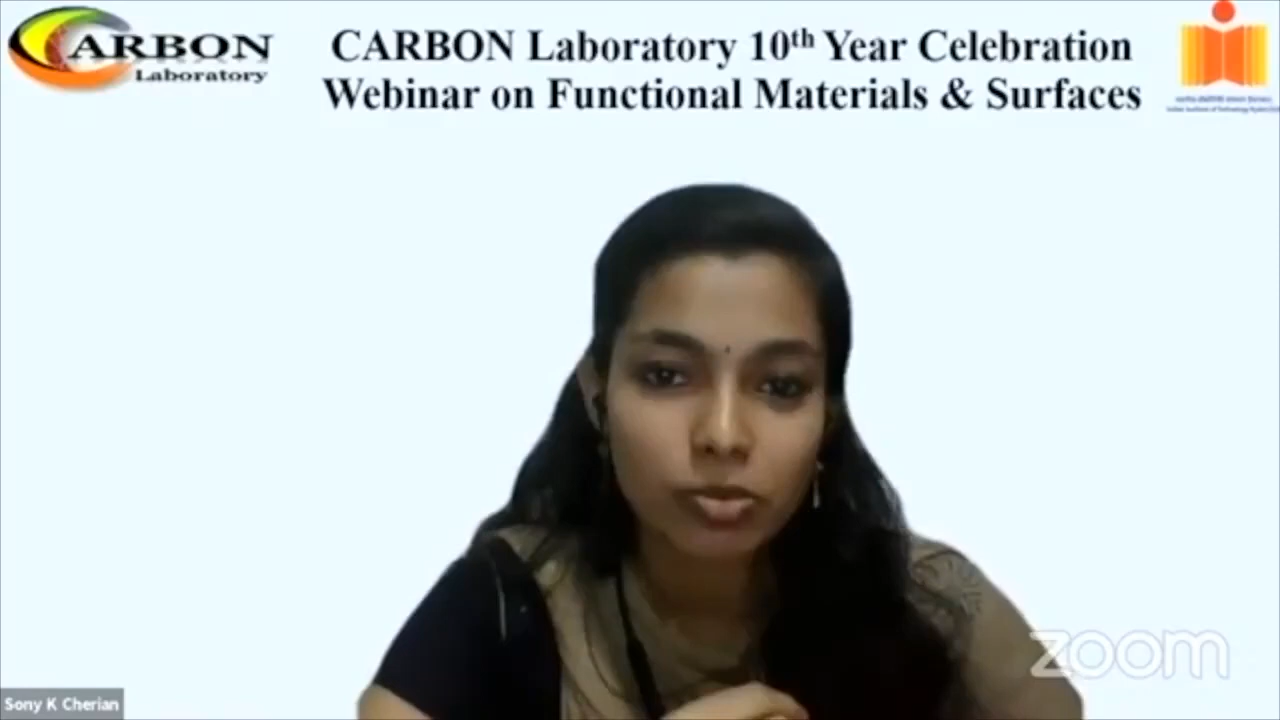 CARBON Laboratory 10th Year Celebration
Webinar on Functional Materials & Surfaces
CARBON
Laboratory
zoom
Sony K Cherian